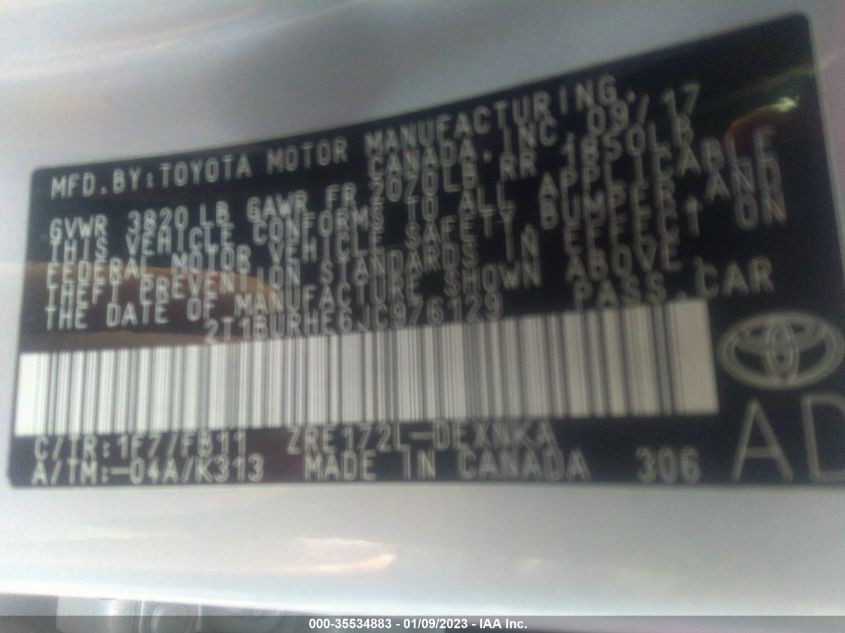 MFD.BY:TOYOTA MOTOR MANUFACTURING,
CANADA,INC.09/17
GVWR 3820 LB GAWR FR 2070LB,RR 1850LB
THIS VEHICLE CONFORMS TO ALL APPLICABLE
FEDERAL MOTOR VEHICLE SAFETY,BUMPER,AND
THEFT PREVENTION STANDARDS IN EFFECT ON
THE DATE OF MANUFACTURE SHOWN ABOVE.
2T1BURHE6JC976129 PASS.CAR
C/TR:1F7/FB11 ZRE172L-DEXNKA
A/TM:-04A/K313 MADE IN CANADA 306
AD
000-35534883 - 01/09/2023 - IAA Inc.